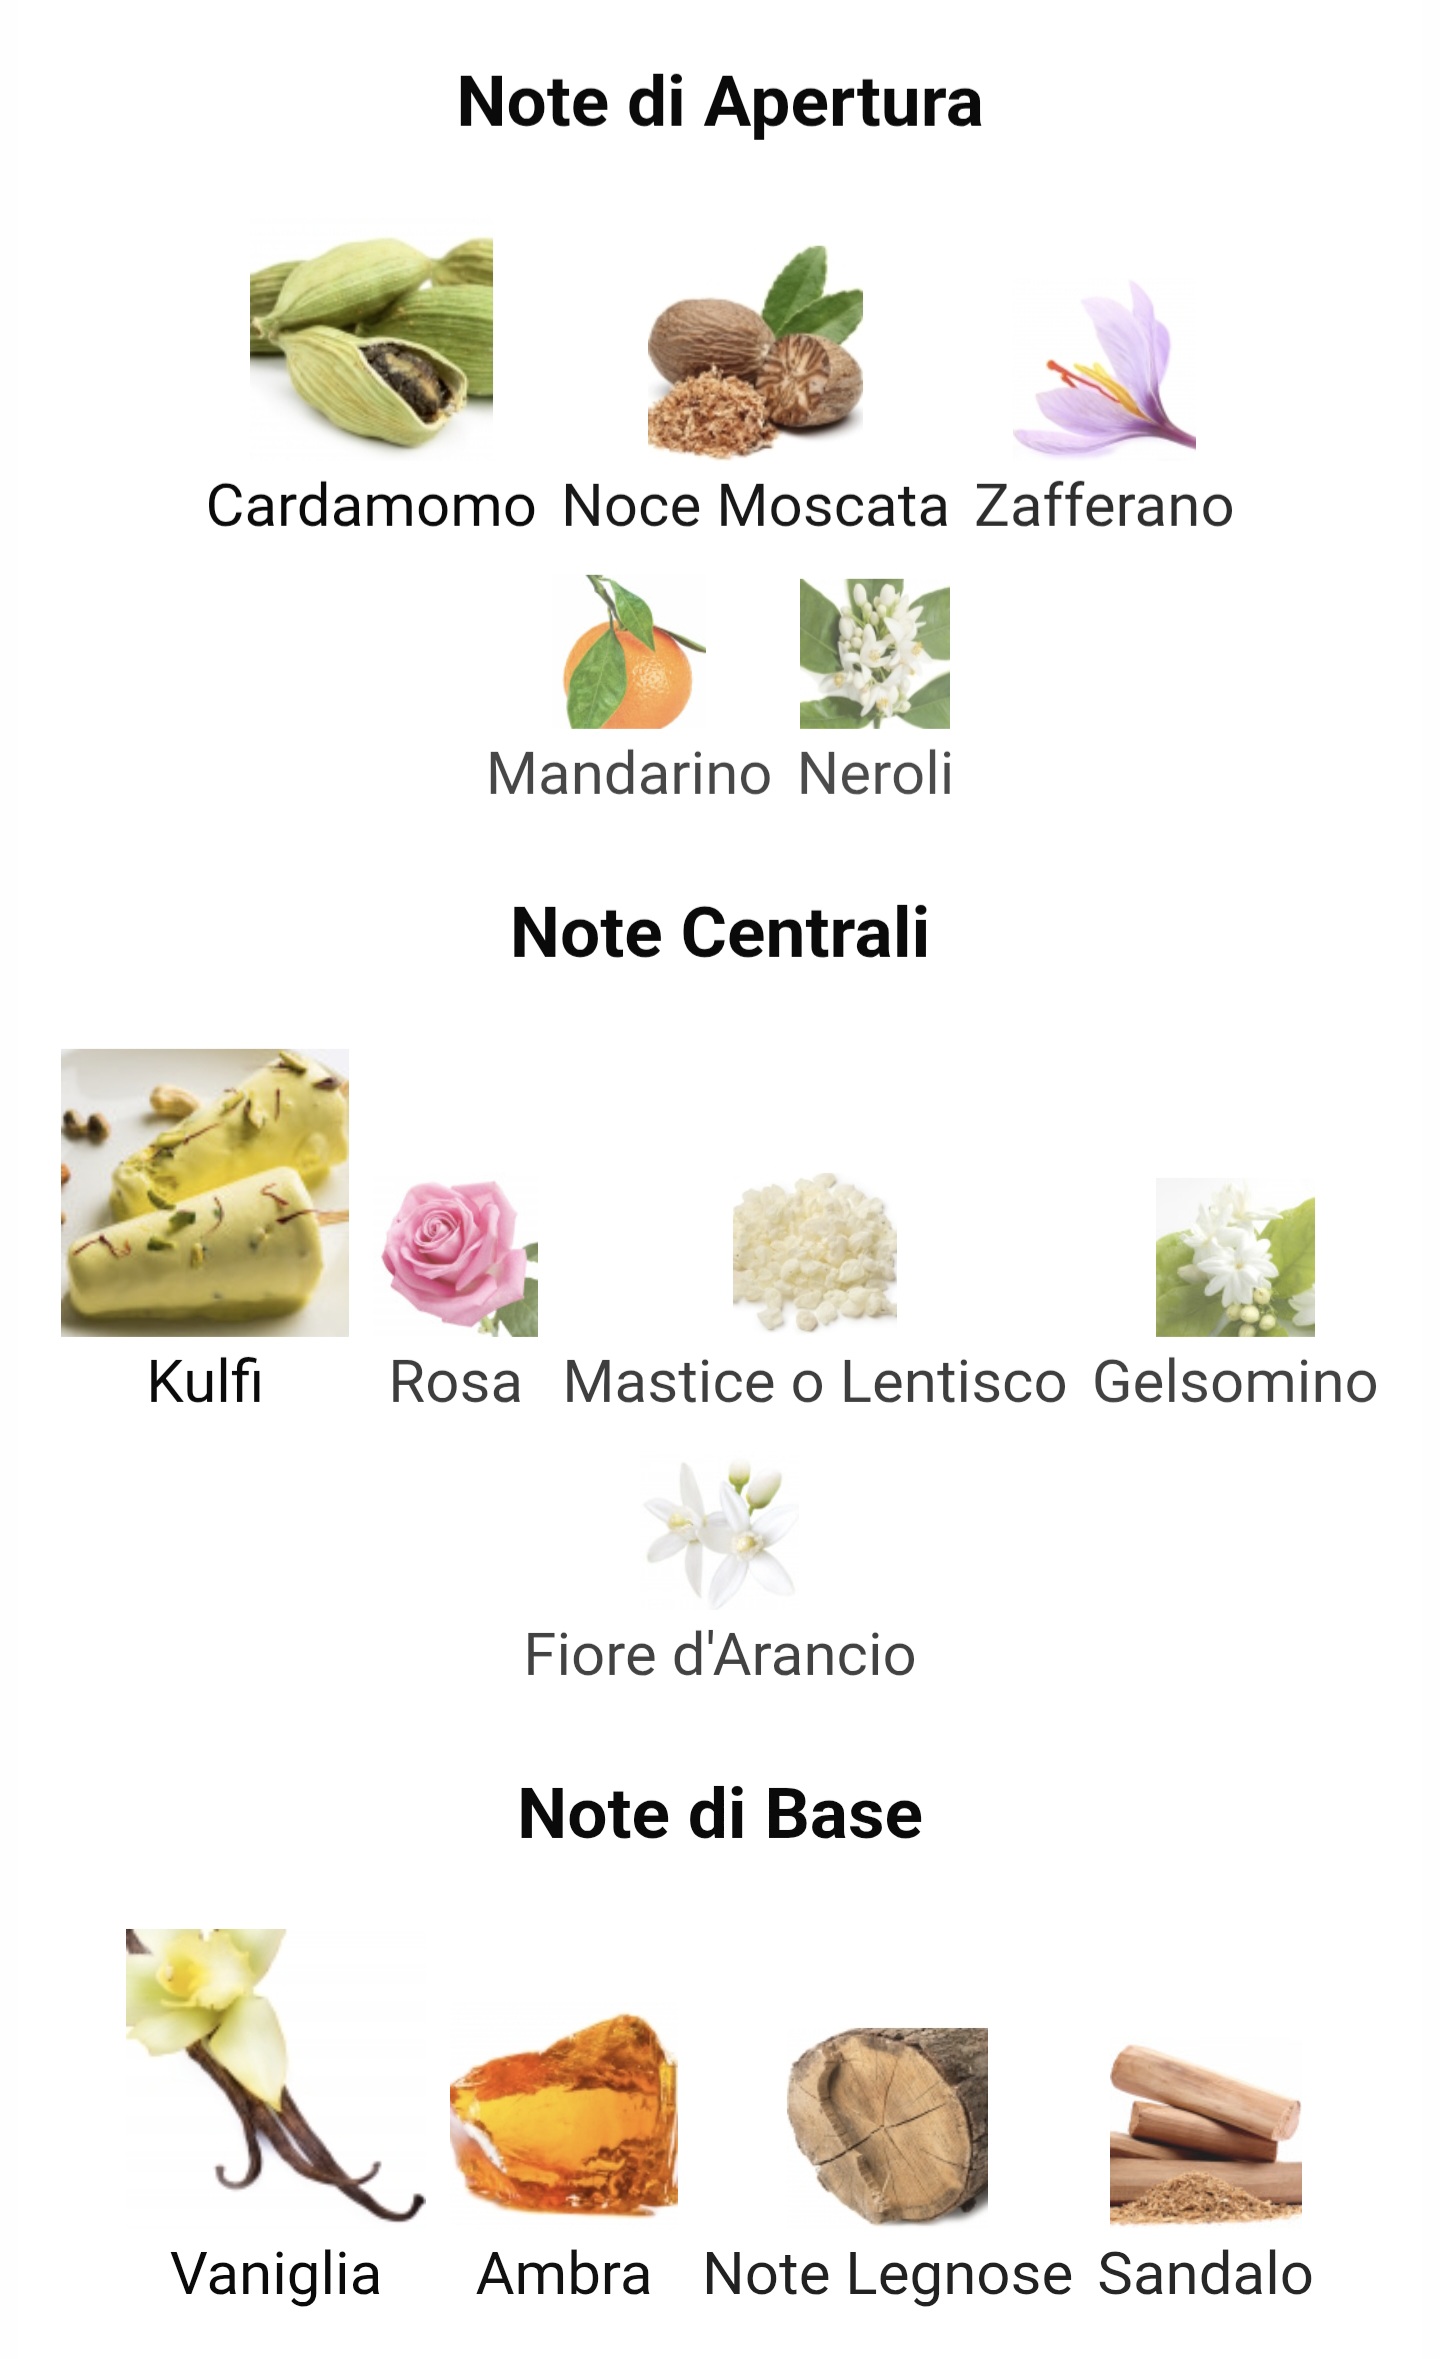 Note di Apertura
Cardamomo Noce Moscata Zafferano
Mandarino Neroli
Note Centrali
Kulfi Rosa Mastice o Lentisco Gelsomino
Fiore d'Arancio
Note di Base
Vaniglia Ambra Note Legnose Sandalo